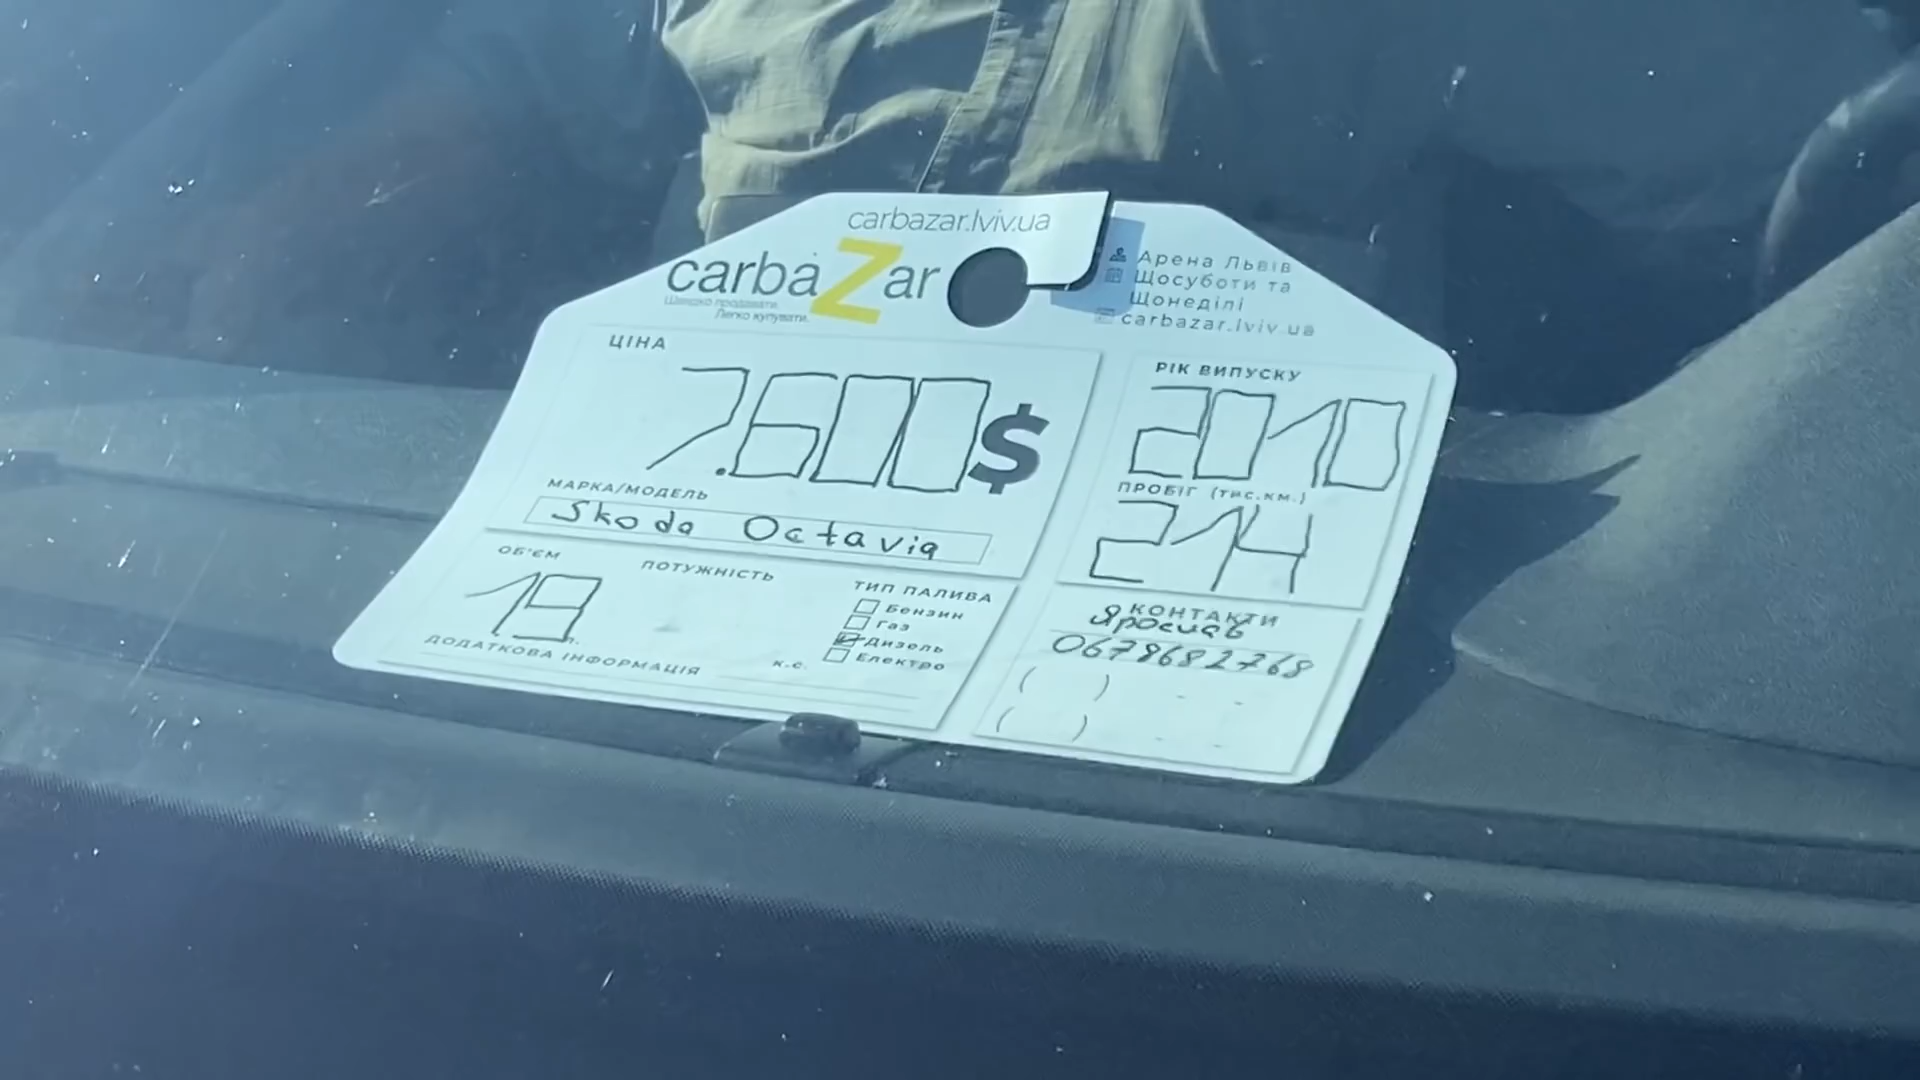 carbazar.lviv.ua
carbaZar
Швидко продавати.
Легко купувати.
Арена Львів
Щосуботи та
Щонеділі
carbazar.lviv.ua
ЦІНА
7.600$
МАРКА/МОДЕЛЬ
Skoda Octavia
РІК ВИПУСКУ
2010
ПРОБІГ (тис.км.)
214
ОБ'ЄМ
19 л.
ПОТУЖНІСТЬ
к.с.
ТИП ПАЛИВА
Бензин
Газ
Дизель
Електро
ДОДАТКОВА ІНФОРМАЦІЯ
КОНТАКТИ
Ярослав
0678682768
( ) - -
( ) - -